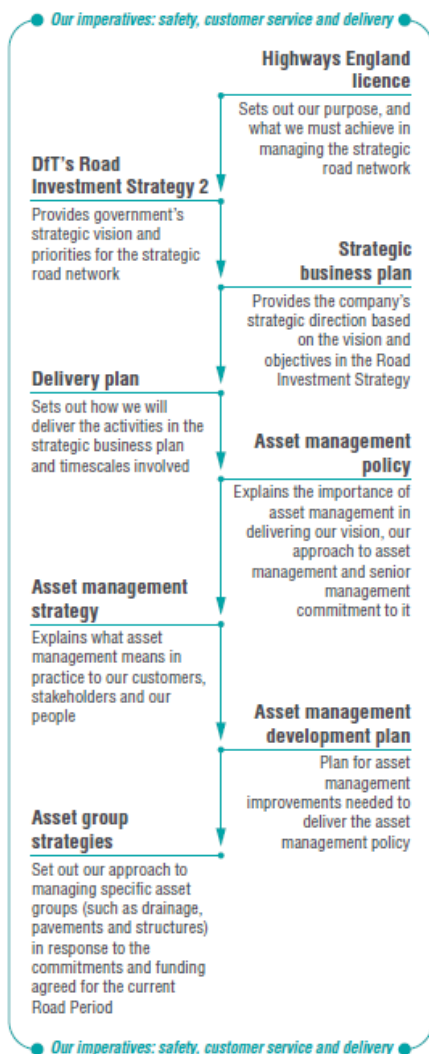 Our imperatives: safety, customer service and delivery
Highways England
licence
Sets out our purpose, and
what we must achieve in
managing the strategic
road network
DfT's Road
Investment Strategy 2
Provides government's
strategic vision and
priorities for the strategic
road network
Strategic
business plan
Provides the company's
strategic direction based
on the vision and
objectives in the Road
Investment Strategy
Delivery plan
Sets out how we will
deliver the activities in the
strategic business plan
and timescales involved
Asset management
policy
Explains the importance of
asset management in
delivering our vision, our
approach to asset
management and senior
management
commitment to it
Asset management
strategy
Explains what asset
management means in
practice to our customers,
stakeholders and our
people
Asset management
development plan
Plan for asset
management
improvements needed to
deliver the asset
management policy
Asset group
strategies
Set out our approach to
managing specific asset
groups (such as drainage,
pavements and structures)
in response to the
commitments and funding
agreed for the current
Road Period
Our imperatives: safety, customer service and delivery